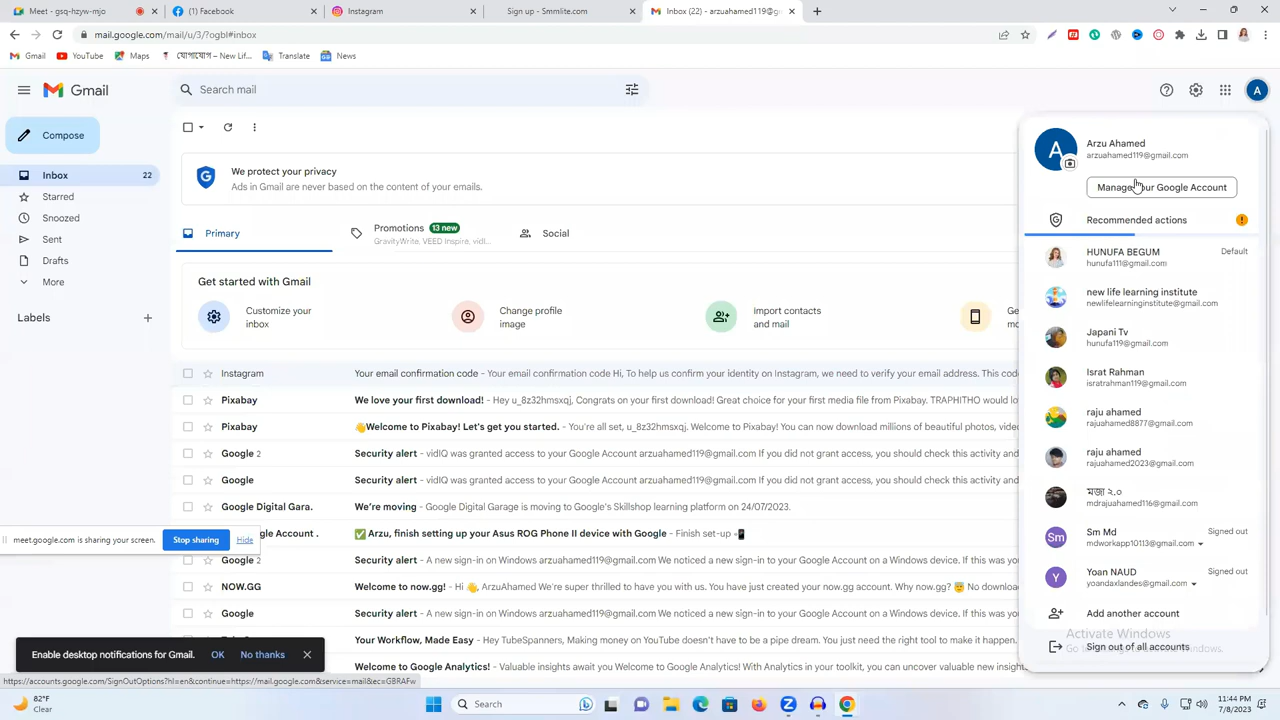 Meet - gsq-hzyw-mjo
(1) Facebook
Instagram
Sign up - Smmlite.com
Inbox (22) - arzuahamed119@g
mail.google.com/mail/u/3/?ogbl#inbox
Gmail
YouTube
Maps
যোগাযোগ – New Lif...
Translate
News
Gmail
Search mail
A
Compose
Inbox
22
Starred
Snoozed
Sent
Drafts
More
Labels
We protect your privacy
Ads in Gmail are never based on the content of your emails.
Primary
Promotions
13 new
GravityWrite, VEED Inspire, vidI...
Social
Get started with Gmail
Customize your
inbox
Change profile
image
Import contacts
and mail
Instagram
Your email confirmation code - Your email confirmation code Hi, To help us confirm your identity on Instagram, we need to verify your email address. This code
Pixabay
We love your first download! - Hey u_8z32hmsxqj, Congrats on your first download! Great choice for your first media file from Pixabay. TRAPHITHO would lo
Pixabay
👋Welcome to Pixabay! Let's get you started. - You're all set, u_8z32hmsxqj. Welcome to Pixabay! You can now download millions of beautiful photos, video
Google 2
Security alert - vidIQ was granted access to your Google Account arzuahamed119@gmail.com If you did not grant access, you should check this activity and
Google
Security alert - vidIQ was granted access to your Google Account arzuahamed119@gmail.com If you did not grant access, you should check this activity and
Google Digital Gara.
We're moving - Google Digital Garage is moving to Google's Skillshop learning platform on 24/07/2023.
Account .
✅ Arzu, finish setting up your Asus ROG Phone II device with Google - Finish set-up 📲
Google 2
Security alert - A new sign-in on Windows arzuahamed119@gmail.com We noticed a new sign-in to your Google Account on a Windows device. If this was you
NOW.GG
Welcome to now.gg! - Hi 👋, ArzuAhamed We're super thrilled to have you with us. You have just created your now.gg account. Why now.gg? 😇 No downloa
Google
Security alert - A new sign-in on Windows arzuahamed119@gmail.com We noticed a new sign-in to your Google Account on a Windows device. If this was you
Your Workflow, Made Easy - Hey TubeSpanners, Making money on YouTube doesn't have to be a pipe dream. You just need the right tool to make it happen.
Welcome to Google Analytics! - Valuable insights await you Welcome to Google Analytics! With Analytics in your toolkit, you can uncover valuable new insigh
A
Arzu Ahamed
arzuahamed119@gmail.com
Manage your Google Account
Recommended actions
HUNUFA BEGUM
Default
hunufa111@gmail.com
new life learning institute
newlifelearninginstitute@gmail.com
Japani Tv
hunufa119@gmail.com
Israt Rahman
isratrahman119@gmail.com
raju ahamed
rajuahamed8877@gmail.com
raju ahamed
rajuahamed2023@gmail.com
মজা ২.০
mdrajuahamed116@gmail.com
Sm
Sm Md
Signed out
mdworkapp10113@gmail.com
Y
Yoan NAUD
Signed out
yoandaxlandes@gmail.com
Add another account
Sign out of all accounts
Activate Windows
meet.google.com is sharing your screen.
Stop sharing
Hide
Enable desktop notifications for Gmail.
OK
No thanks
https://accounts.google.com/SignOutOptions?hl=en&continue=https://mail.google.com&service=mail&ec=GBRAFw
82°F
Clear
Search
11:44 PM
7/8/2023